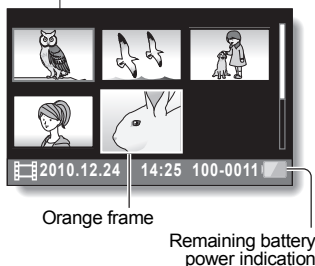 2010.12.24 14:25 100-0011
Orange frame
Remaining battery
power indication